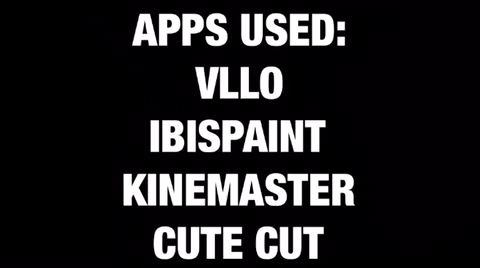 APPS USED:
VLLO
IBISPAINT
KINEMASTER
CUTE CUT